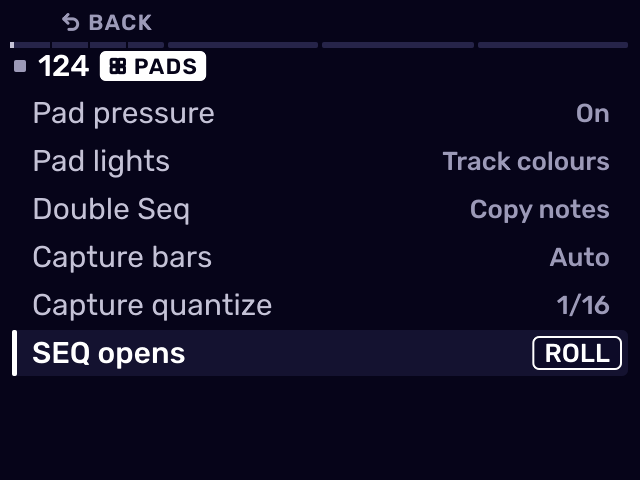 BACK
124 PADS
Pad pressure On
Pad lights Track colours
Double Seq Copy notes
Capture bars Auto
Capture quantize 1/16
SEQ opens ROLL